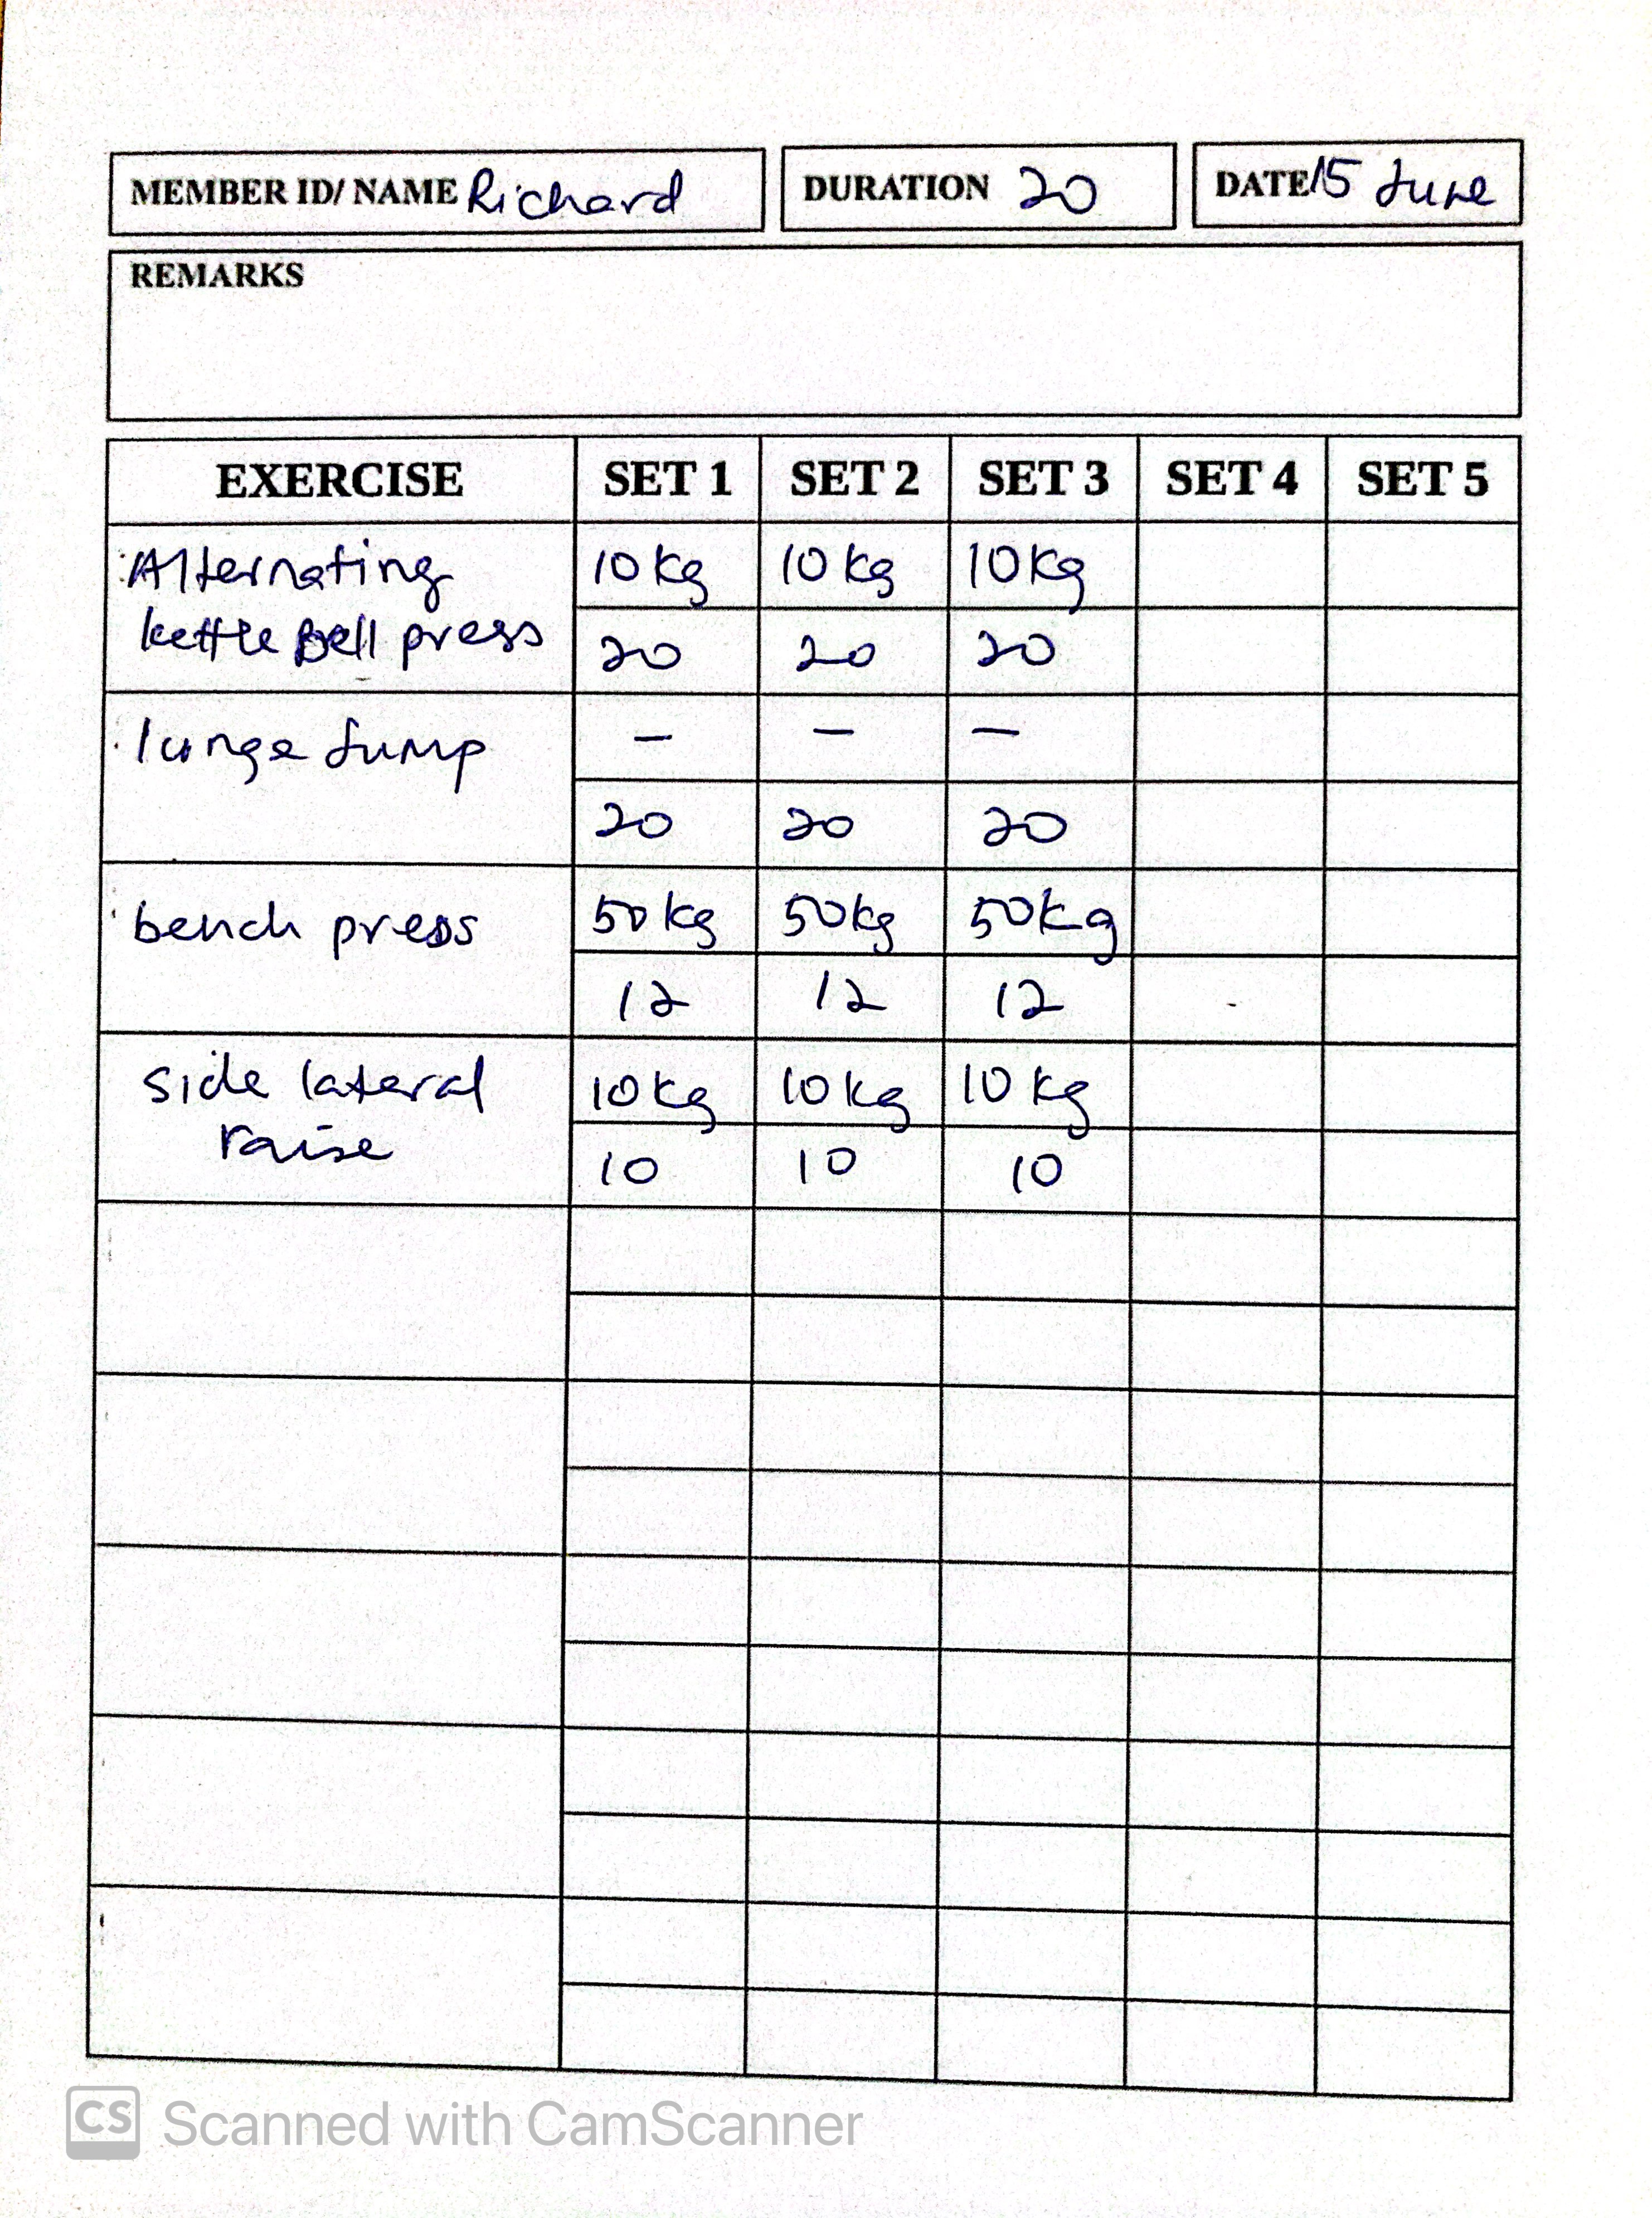 MEMBER ID/ NAME Richard DURATION 20 DATE 15 June
REMARKS
EXERCISE SET 1 SET 2 SET 3 SET 4 SET 5
Alternating 10 kg 10 kg 10 kg
kettle Bell press 20 20 20
lunge Jump - - -
20 20 20
bench press 50 kg 50 kg 50 kg
12 12 12
side lateral 10 kg 10 kg 10 kg
raise 10 10 10
CS Scanned with CamScanner